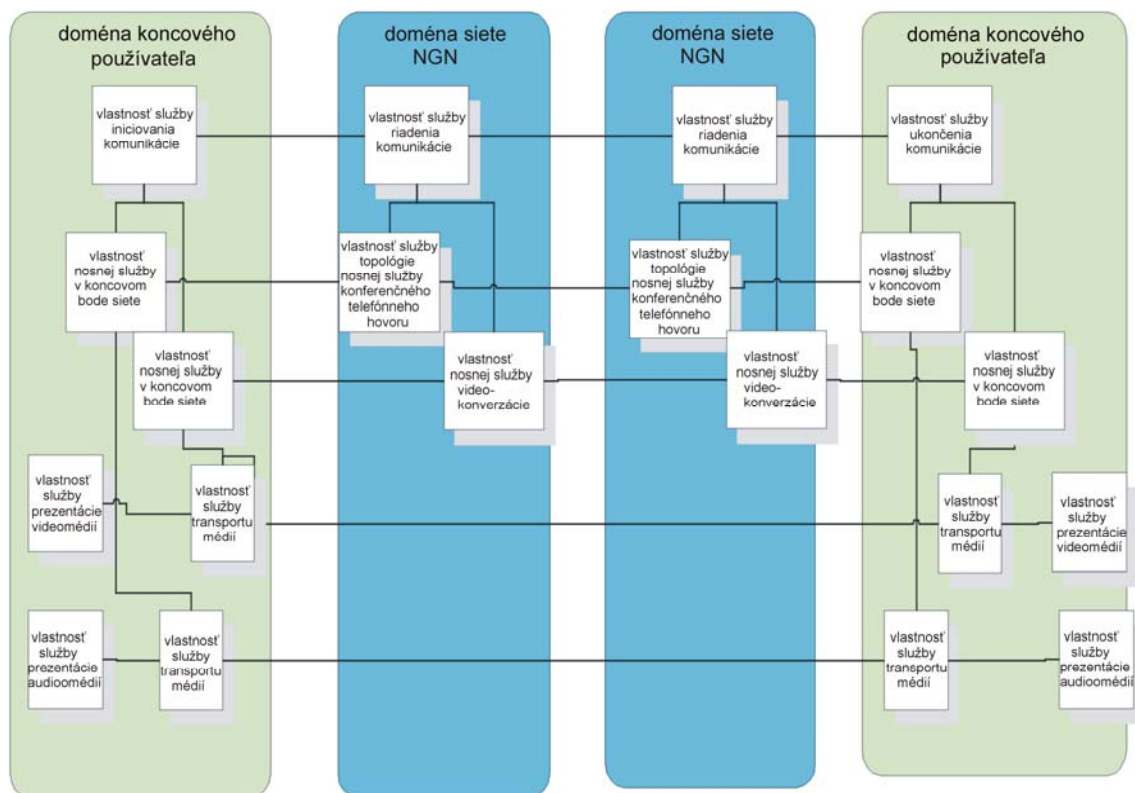 doména koncového
používateľa
doména siete
NGN
doména siete
NGN
doména koncového
používateľa
vlastnosť služby
iniciovania
komunikácie
vlastnosť služby
riadenia
komunikácie
vlastnosť služby
riadenia
komunikácie
vlastnosť služby
ukončenia
komunikácie
vlastnosť
nosnej služby
v koncovom
bode siete
vlastnosť služby
topológie
nosnej služby
konferenčného
telefónneho
hovoru
vlastnosť služby
topológie
nosnej služby
konferenčného
telefónneho
hovoru
vlastnosť
nosnej služby
v koncovom
bode siete
vlastnosť
nosnej služby
v koncovom
bode siete
vlastnosť
nosnej služby
video-
konverzácie
vlastnosť
nosnej služby
video-
konverzácie
vlastnosť
nosnej služby
v koncovom
bode siete
vlastnosť
služby
prezentácie
videomédií
vlastnosť
služby
transportu
médií
vlastnosť
služby
transportu
médií
vlastnosť
služby
prezentácie
videomédií
vlastnosť
služby
prezentácie
audioomédií
vlastnosť
služby
transportu
médií
vlastnosť
služby
transportu
médií
vlastnosť
služby
prezentácie
audioomédií